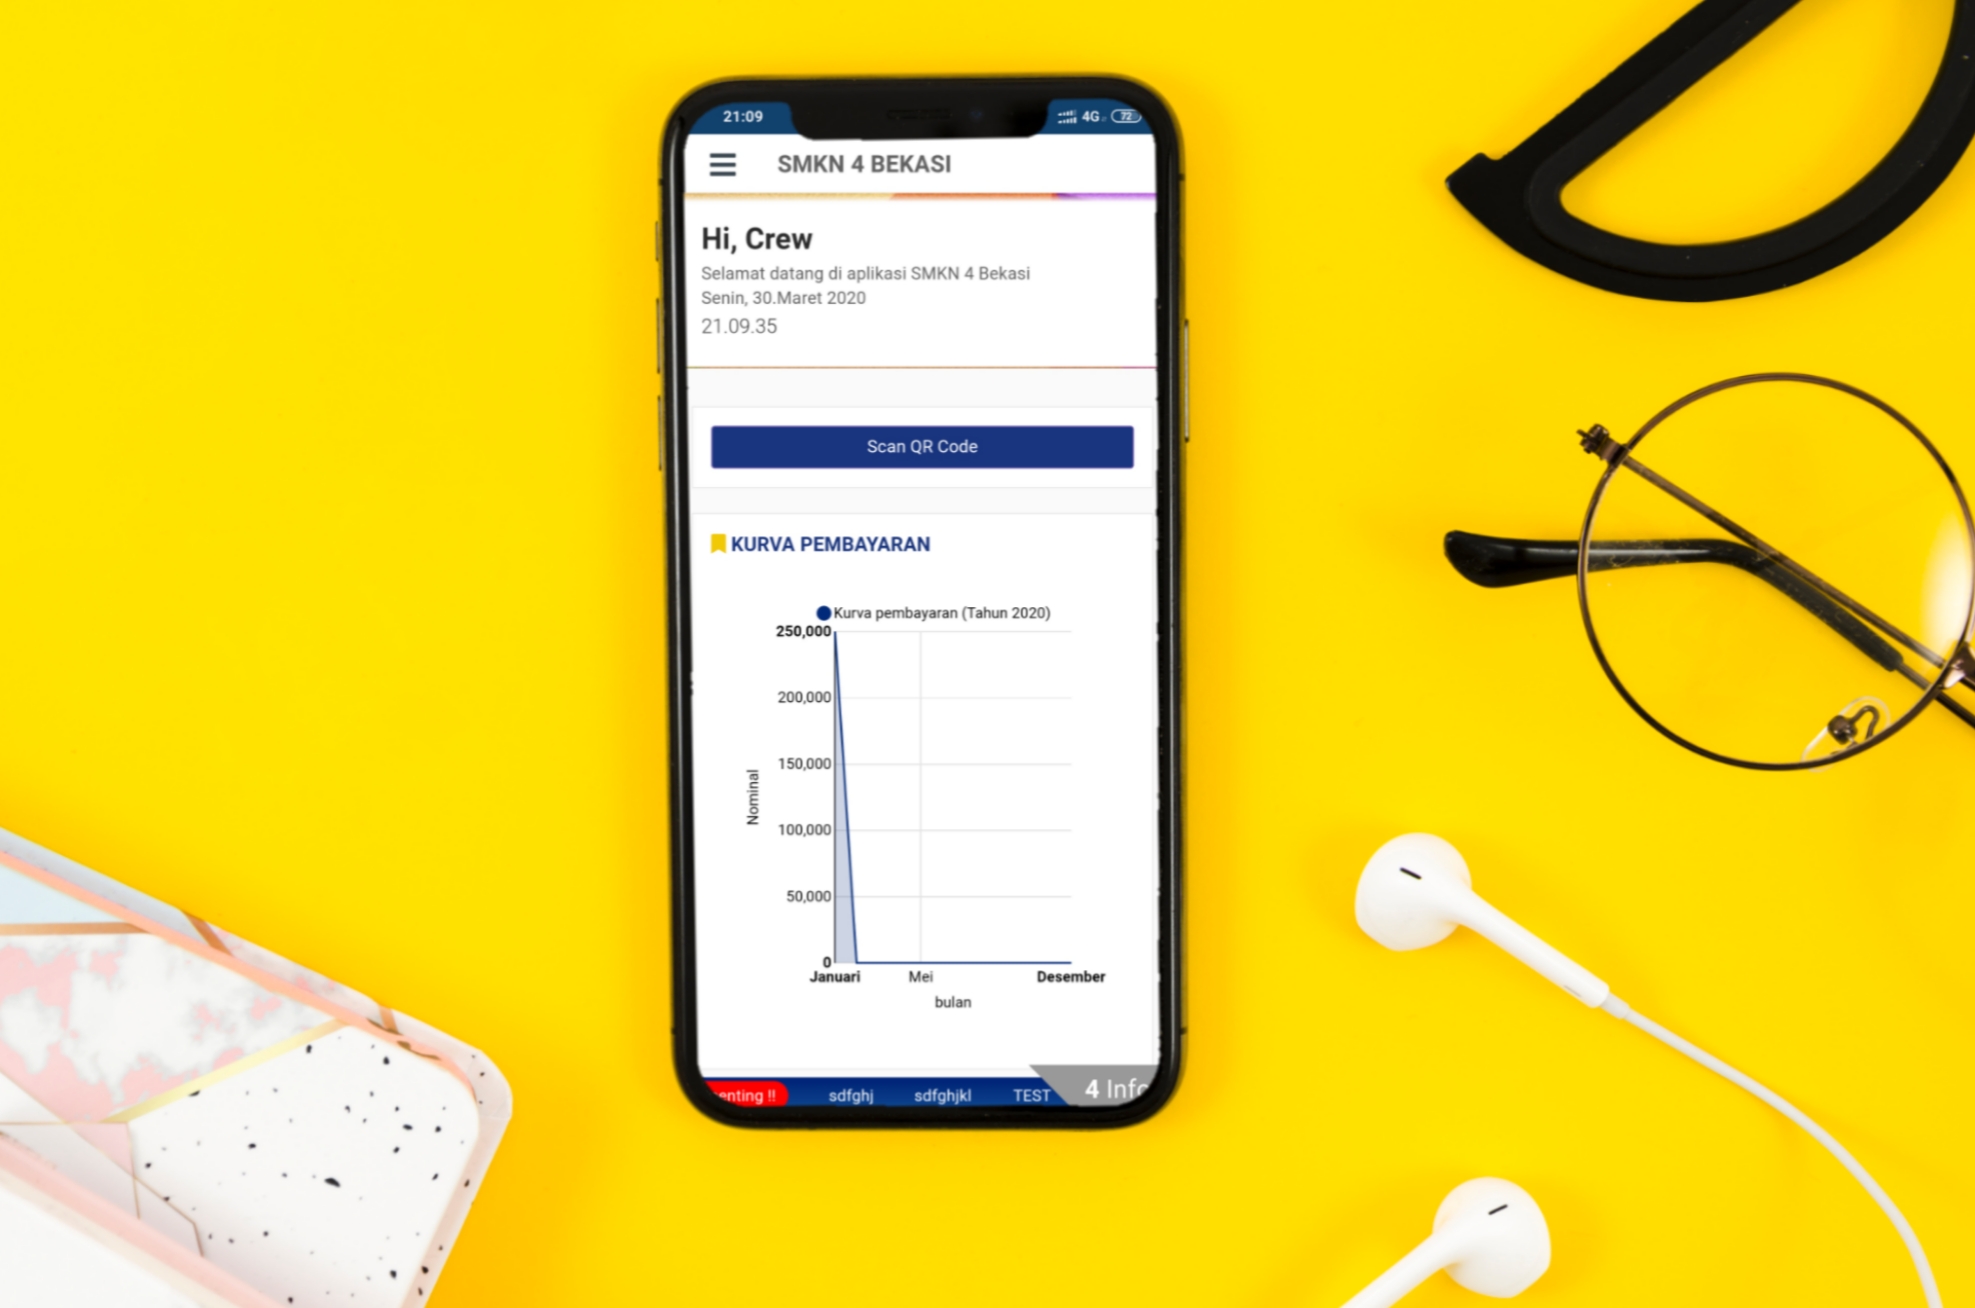 21:09 4G 72
SMKN 4 BEKASI
Hi, Crew
Selamat datang di aplikasi SMKN 4 Bekasi
Senin, 30.Maret 2020
21.09.35
Scan QR Code
KURVA PEMBAYARAN
Kurva pembayaran (Tahun 2020)
250,000
200,000
150,000
100,000
50,000
0
Nominal
Januari Mei Desember
bulan
enting !! sdfghj sdfghjkl TEST 4 Info